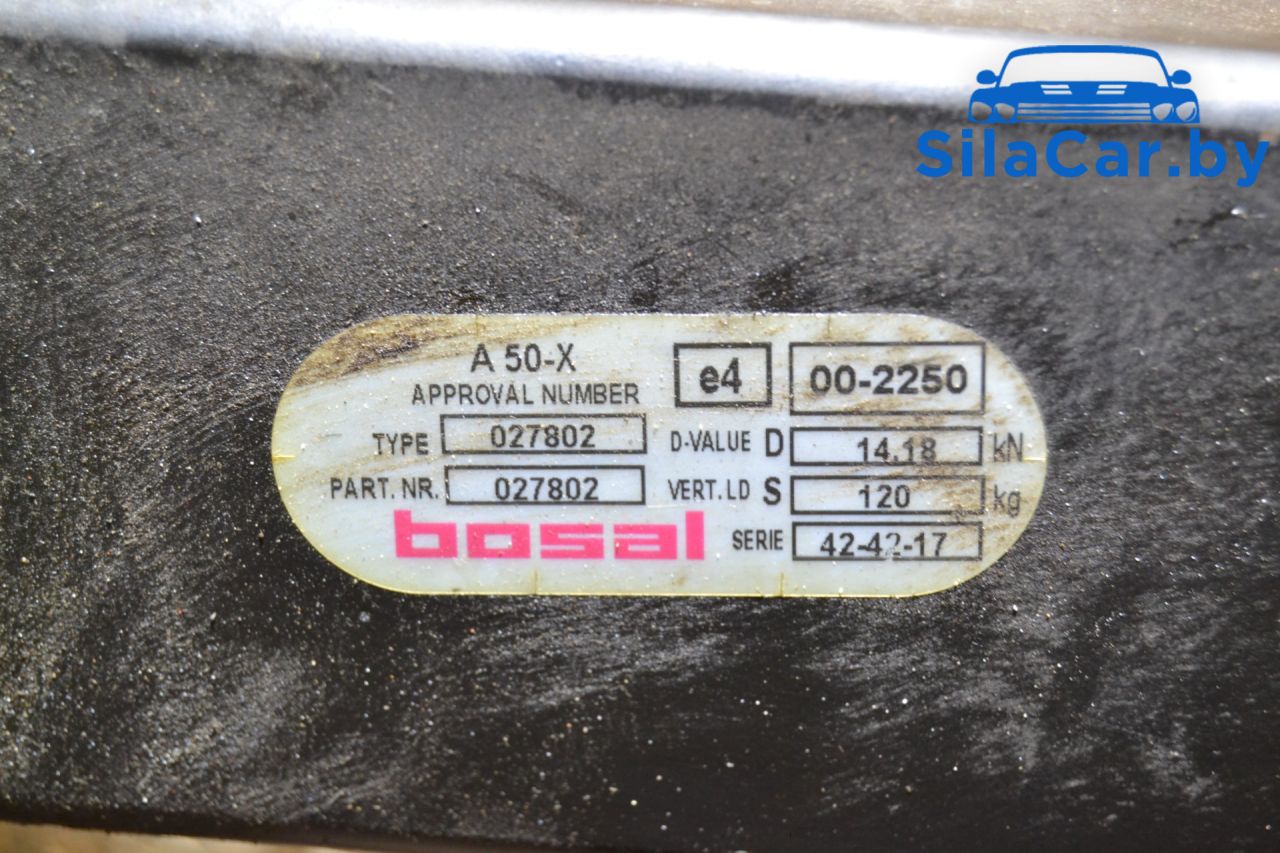 SilaCar.by
A 50-X
APPROVAL NUMBER
e4
00-2250
TYPE 027802
D-VALUE D 14.18 kN
PART. NR. 027802
VERT. LD S 120 kg
bosal
SERIE 42-42-17